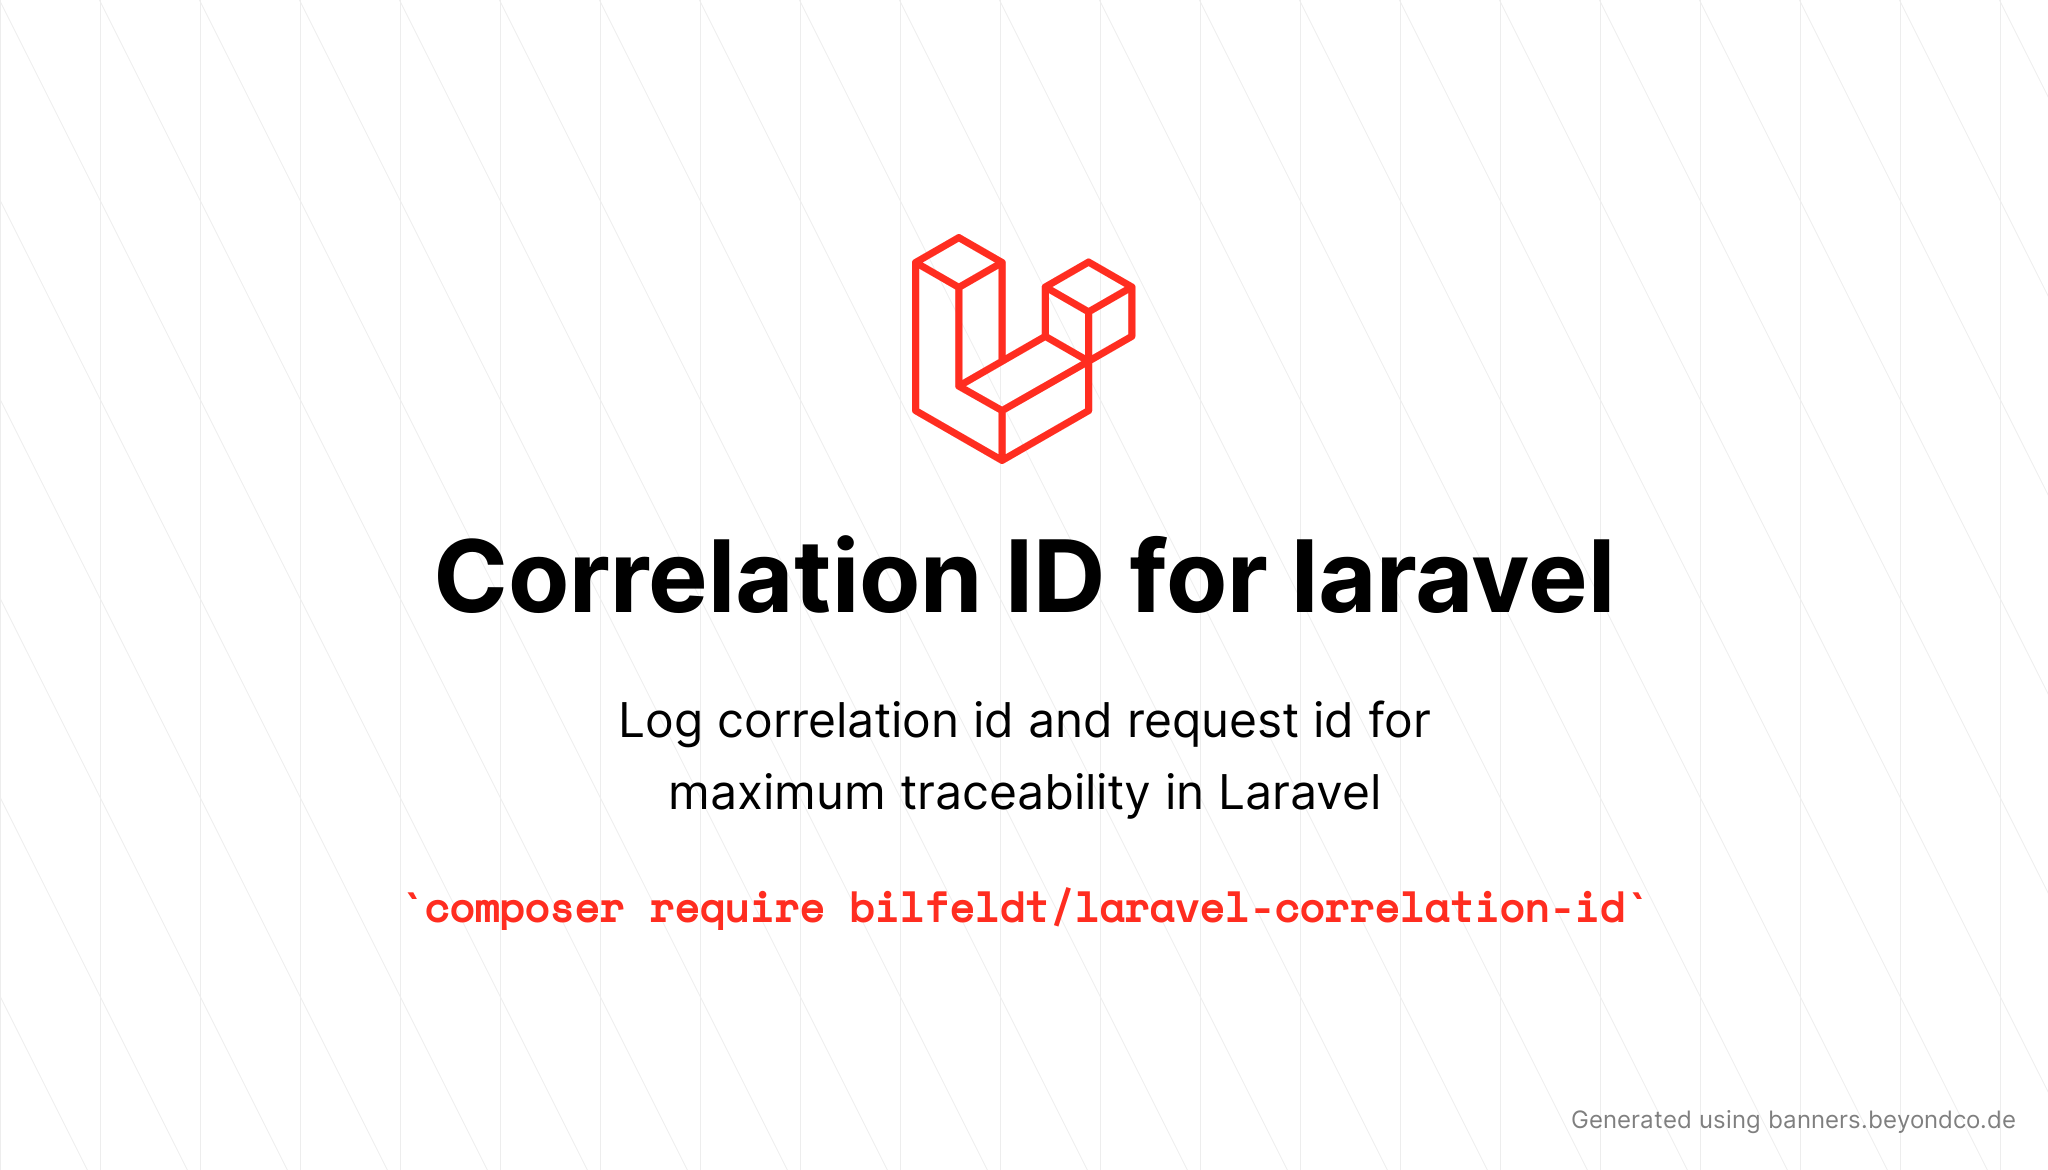 Correlation ID for laravel
Log correlation id and request id for
maximum traceability in Laravel
`composer require bilfeldt/laravel-correlation-id`
Generated using banners.beyondco.de